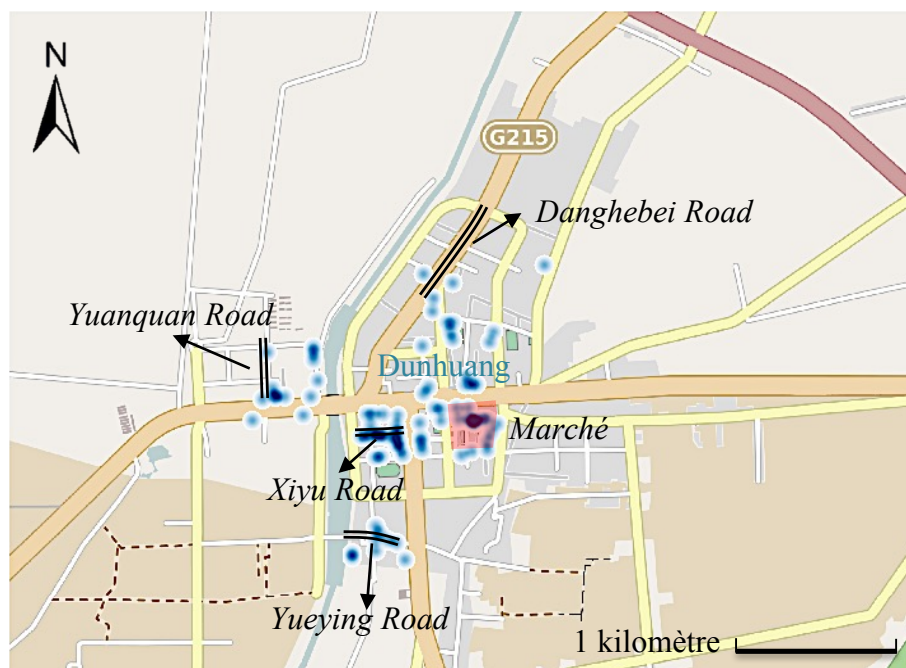 N
G215
Danghebei Road
Yuanquan Road
Dunhuang
Marché
Xiyu Road
Yueying Road
1 kilomètre